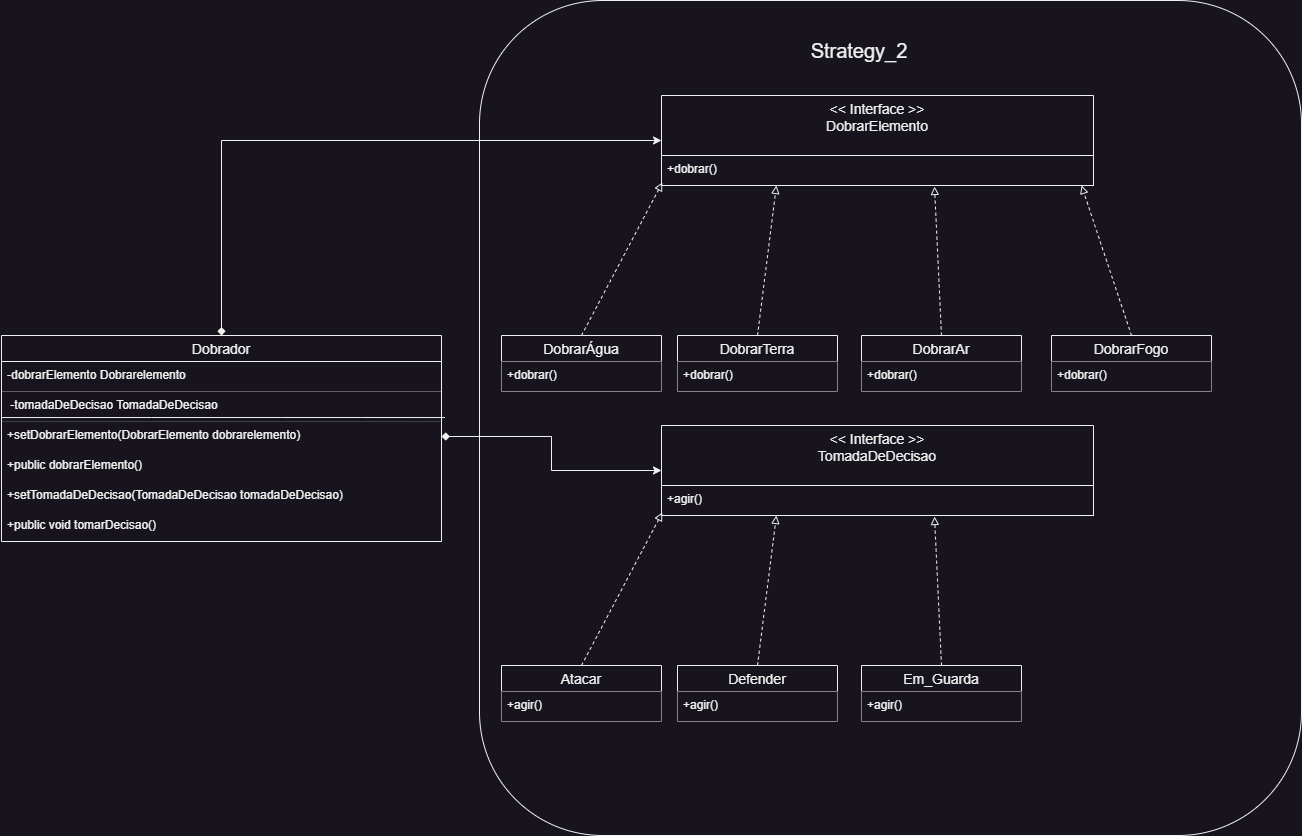 Strategy_2
<< Interface >>
DobrarElemento
+dobrar()
Dobrador
-dobrarElemento Dobrarelemento
-tomadaDeDecisao TomadaDeDecisao
+setDobrarElemento(DobrarElemento dobrarelemento)
+public dobrarElemento()
+setTomadaDeDecisao(TomadaDeDecisao tomadaDeDecisao)
+public void tomarDecisao()
DobrarÁgua
+dobrar()
DobrarTerra
+dobrar()
DobrarAr
+dobrar()
DobrarFogo
+dobrar()
<< Interface >>
TomadaDeDecisao
+agir()
Atacar
+agir()
Defender
+agir()
Em_Guarda
+agir()